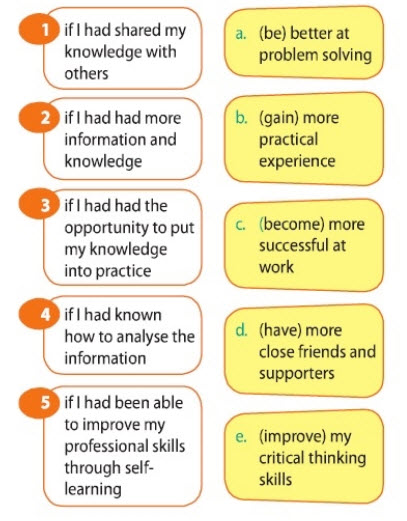 1 if I had shared my
knowledge with
others
a. (be) better at
problem solving
2 if I had had more
information and
knowledge
b. (gain) more
practical
experience
3 if I had had the
opportunity to put
my knowledge
into practice
c. (become) more
successful at
work
4 if I had known
how to analyse the
information
d. (have) more
close friends and
supporters
5 if I had been able
to improve my
professional skills
through self-
learning
e. (improve) my
critical thinking
skills